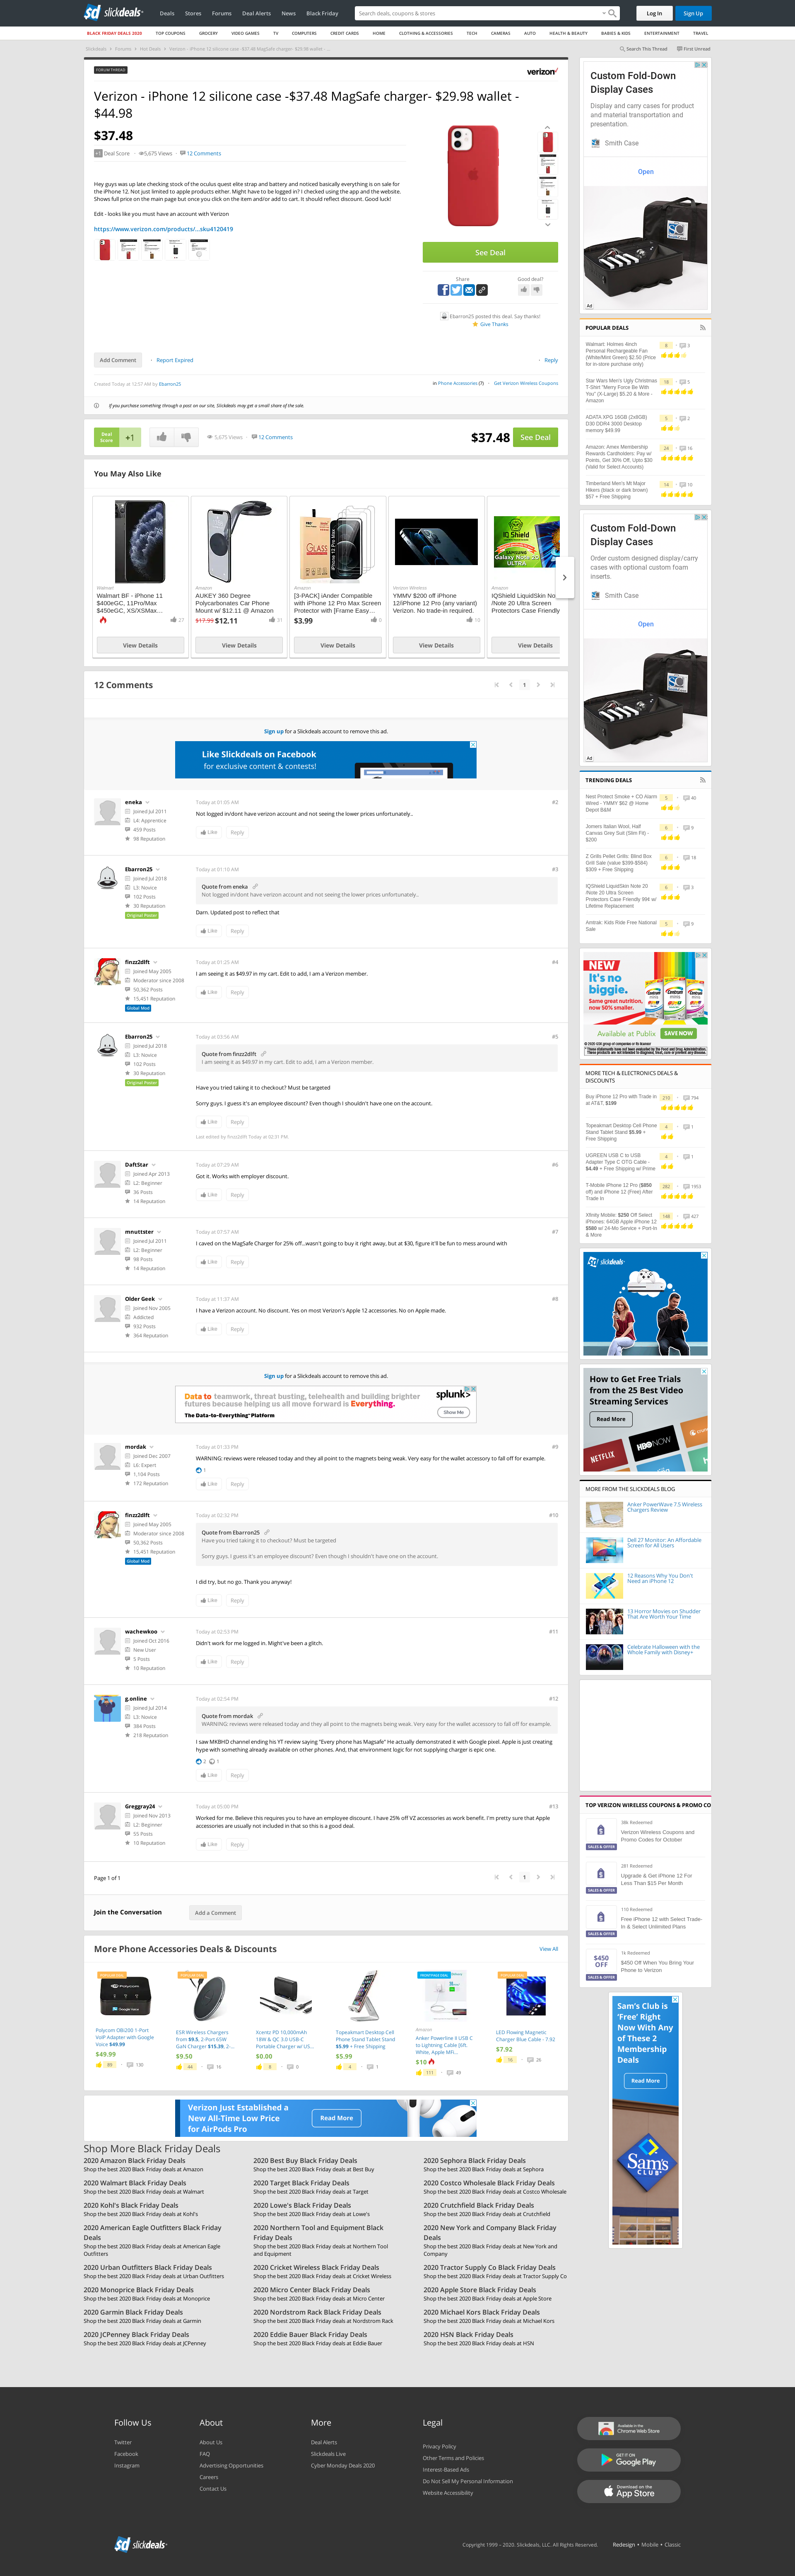 slickdeals
Deals Stores Forums Deal Alerts News Black Friday
Search deals, coupons & stores
Log In
Sign Up
BLACK FRIDAY DEALS 2020 TOP COUPONS GROCERY VIDEO GAMES TV COMPUTERS CREDIT CARDS HOME CLOTHING & ACCESSORIES TECH CAMERAS AUTO HEALTH & BEAUTY BABIES & KIDS ENTERTAINMENT TRAVEL
Slickdeals > Forums > Hot Deals > Verizon - iPhone 12 silicone case -$37.48 MagSafe charger- $29.98 wallet - ...
Search This Thread
First Unread
FORUM THREAD
verizon
Verizon - iPhone 12 silicone case -$37.48 MagSafe charger- $29.98 wallet -
$44.98
$37.48
+1 Deal Score 5,675 Views 12 Comments
Hey guys was up late checking stock of the oculus quest elite strap and battery and noticed basically everything is on sale for
the iPhone 12. Not jus limited to apple products either. Might have to be logged in? I checked using the app and the website.
Shows full price on the main page but once you click on the item and/or add to cart. It should reflect discount. Good luck!
Edit - looks like you must have an account with Verizon
https://www.verizon.com/products/...sku4120419
See Deal
Share
Good deal?
Ebarron25 posted this deal. Say thanks!
Give Thanks
Add Comment
Report Expired
Reply
Created Today at 12:57 AM by Ebarron25
in Phone Accessories (7) Get Verizon Wireless Coupons
If you purchase something through a post on our site, Slickdeals may get a small share of the sale.
Deal
Score
+1
5,675 Views
12 Comments
$37.48
See Deal
You May Also Like
Walmart
Walmart BF - iPhone 11
$400eGC, 11Pro/Max
$450eGC, XS/XSMax…
27
View Details
Amazon
AUKEY 360 Degree
Polycarbonates Car Phone
Mount w/ $12.11 @ Amazon
$17.99 $12.11
31
View Details
Amazon
[3-PACK] iAnder Compatible
with iPhone 12 Pro Max Screen
Protector with [Frame Easy…
$3.99
0
View Details
Verizon Wireless
YMMV $200 off iPhone
12/iPhone 12 Pro (any variant)
Verizon. No trade-in required.
10
View Details
Amazon
IQShield LiquidSkin No
/Note 20 Ultra Screen
Protectors Case Friendly
View Details
12 Comments
1
Sign up for a Slickdeals account to remove this ad.
Like Slickdeals on Facebook
for exclusive content & contests!
eneka
Joined Jul 2011
L4: Apprentice
459 Posts
98 Reputation
Today at 01:05 AM
#2
Not logged in/dont have verizon account and not seeing the lower prices unfortunately..
Like Reply
Ebarron25
Joined Jul 2018
L3: Novice
102 Posts
30 Reputation
Original Poster
Today at 01:10 AM
#3
Quote from eneka
Not logged in/dont have verizon account and not seeing the lower prices unfortunately..
Darn. Updated post to reflect that
Like Reply
finzz2dfft
Joined May 2005
Moderator since 2008
50,362 Posts
15,451 Reputation
Global Mod
Today at 01:25 AM
#4
I am seeing it as $49.97 in my cart. Edit to add, I am a Verizon member.
Like Reply
Ebarron25
Joined Jul 2018
L3: Novice
102 Posts
30 Reputation
Original Poster
Today at 03:56 AM
#5
Quote from finzz2dfft
I am seeing it as $49.97 in my cart. Edit to add, I am a Verizon member.
Have you tried taking it to checkout? Must be targeted
Sorry guys. I guess it's an employee discount? Even though I shouldn't have one on the account.
Like Reply
Last edited by finzz2dfft Today at 02:31 PM.
DaftStar
Joined Apr 2013
L2: Beginner
36 Posts
14 Reputation
Today at 07:29 AM
#6
Got it. Works with employer discount.
Like Reply
mnuttster
Joined Jul 2011
L2: Beginner
98 Posts
14 Reputation
Today at 07:57 AM
#7
I caved on the MagSafe Charger for 25% off...wasn't going to buy it right away, but at $30, figure it'll be fun to mess around with
Like Reply
Older Geek
Joined Nov 2005
Addicted
932 Posts
364 Reputation
Today at 11:37 AM
#8
I have a Verizon account. No discount. Yes on most Verizon's Apple 12 accessories. No on Apple made.
Like Reply
Sign up for a Slickdeals account to remove this ad.
Data to teamwork, threat busting, telehealth and building brighter
futures because helping us all moves everything forward.
The Data-to-Everything Platform
splunk>
Show Me
mordak
Joined Dec 2007
L6: Expert
1,104 Posts
172 Reputation
Today at 01:33 PM
#9
WARNING: reviews were released today and they all point to the magnets being weak. Very easy for the wallet accessory to fall off for example.
1
Like Reply
finzz2dfft
Joined May 2005
Moderator since 2008
50,362 Posts
15,451 Reputation
Global Mod
Today at 02:32 PM
#10
Quote from Ebarron25
Have you tried taking it to checkout? Must be targeted
Sorry guys. I guess it's an employee discount? Even though I shouldn't have one on the account.
I did try, but no go. Thank you anyway!
Like Reply
wachewkoo
Joined Oct 2016
New User
5 Posts
10 Reputation
Today at 02:53 PM
#11
Didn't work for me logged in. Might've been a glitch.
Like Reply
g.online
Joined Jul 2014
L3: Novice
384 Posts
218 Reputation
Today at 02:54 PM
#12
Quote from mordak
WARNING: reviews were released today and they all point to the magnets being weak. Very easy for the wallet accessory to fall off for example.
I saw MKBHD channel ending his YT review saying "Every phone has Magsafe" He actually demonstrated it with Google pixel. Apple is just creating
hype with something already available on other phones. And, that environment logic for not supplying charger is epic one.
2 1
Like Reply
Greggray24
Joined Nov 2013
L2: Beginner
55 Posts
10 Reputation
Today at 05:00 PM
#13
Worked for me. Believe this requires you to have an employee discount. I have 25% off VZ accessories as work benefit. I'm pretty sure that Apple
accessories are usually not included in that so this is a good deal.
Like Reply
Page 1 of 1
1
Join the Conversation
Add a Comment
More Phone Accessories Deals & Discounts
View All
Polycom OBi200 1-Port
VoIP Adapter with Google
Voice $49.99
$49.99
89 130
ESR Wireless Chargers
from $9.5, 2-Port 65W
GaN Charger $15.39, 2-...
$9.50
44 16
Xcentz PD 10,000mAh
18W & QC 3.0 USB-C
Portable Charger w/ US...
$0.00
8 0
Topeakmart Desktop Cell
Phone Stand Tablet Stand
$5.99 + Free Shipping
$5.99
4 1
FRONTPAGE DEAL
Amazon
Anker Powerline II USB C
to Lightning Cable [6ft.
White, Apple MFi...
$10
111 49
LED Flowing Magnetic
Charger Blue Cable - 7.92
$7.92
16 26
Verizon Just Established a
New All-Time Low Price
for AirPods Pro
Read More
Shop More Black Friday Deals
2020 Amazon Black Friday Deals
Shop the best 2020 Black Friday deals at Amazon
2020 Best Buy Black Friday Deals
Shop the best 2020 Black Friday deals at Best Buy
2020 Sephora Black Friday Deals
Shop the best 2020 Black Friday deals at Sephora
2020 Walmart Black Friday Deals
Shop the best 2020 Black Friday deals at Walmart
2020 Target Black Friday Deals
Shop the best 2020 Black Friday deals at Target
2020 Costco Wholesale Black Friday Deals
Shop the best 2020 Black Friday deals at Costco Wholesale
2020 Kohl's Black Friday Deals
Shop the best 2020 Black Friday deals at Kohl's
2020 Lowe's Black Friday Deals
Shop the best 2020 Black Friday deals at Lowe's
2020 Crutchfield Black Friday Deals
Shop the best 2020 Black Friday deals at Crutchfield
2020 American Eagle Outfitters Black Friday
Deals
Shop the best 2020 Black Friday deals at American Eagle
Outfitters
2020 Northern Tool and Equipment Black
Friday Deals
Shop the best 2020 Black Friday deals at Northern Tool
and Equipment
2020 New York and Company Black Friday
Deals
Shop the best 2020 Black Friday deals at New York and
Company
2020 Urban Outfitters Black Friday Deals
Shop the best 2020 Black Friday deals at Urban Outfitters
2020 Cricket Wireless Black Friday Deals
Shop the best 2020 Black Friday deals at Cricket Wireless
2020 Tractor Supply Co Black Friday Deals
Shop the best 2020 Black Friday deals at Tractor Supply Co
2020 Monoprice Black Friday Deals
Shop the best 2020 Black Friday deals at Monoprice
2020 Micro Center Black Friday Deals
Shop the best 2020 Black Friday deals at Micro Center
2020 Apple Store Black Friday Deals
Shop the best 2020 Black Friday deals at Apple Store
2020 Garmin Black Friday Deals
Shop the best 2020 Black Friday deals at Garmin
2020 Nordstrom Rack Black Friday Deals
Shop the best 2020 Black Friday deals at Nordstrom Rack
2020 Michael Kors Black Friday Deals
Shop the best 2020 Black Friday deals at Michael Kors
2020 JCPenney Black Friday Deals
Shop the best 2020 Black Friday deals at JCPenney
2020 Eddie Bauer Black Friday Deals
Shop the best 2020 Black Friday deals at Eddie Bauer
2020 HSN Black Friday Deals
Shop the best 2020 Black Friday deals at HSN
Custom Fold-Down
Display Cases
Display and carry cases for product
and material transportation and
presentation.
Smith Case
Open
Ad
POPULAR DEALS
Walmart: Holmes 4inch
Personal Rechargeable Fan
(White/Mint Green) $2.50 (Price
for in-store purchase only)
8 3
Star Wars Men's Ugly Christmas
T-Shirt "Merry Force Be With
You" (X-Large) $5.20 & More -
Amazon
18 5
ADATA XPG 16GB (2x8GB)
D30 DDR4 3000 Desktop
memory $49.99
5 2
Amazon: Amex Membership
Rewards Cardholders: Pay w/
Points, Get 30% Off, Upto $30
(Valid for Select Accounts)
24 16
Timberland Men's Mt Major
Hikers (black or dark brown)
$57 + Free Shipping
14 10
Custom Fold-Down
Display Cases
Order custom designed display/carry
cases with optional custom foam
inserts.
Smith Case
Open
Ad
TRENDING DEALS
Nest Protect Smoke + CO Alarm
Wired - YMMV $62 @ Home
Depot B&M
5 40
Jomers Italian Wool, Half
Canvas Grey Suit (Slim Fit) -
$200
6 9
Z Grills Pellet Grills: Blind Box
Grill Sale (value $399-$584)
$309 + Free Shipping
6 18
IQShield LiquidSkin Note 20
/Note 20 Ultra Screen
Protectors Case Friendly 99¢ w/
Lifetime Replacement
6 3
Amtrak: Kids Ride Free National
Sale
5 9
NEW!
It's no biggie.
Same great nutrition,
now 50% smaller.
Centrum
Available at Publix
SAVE NOW
MORE TECH & ELECTRONICS DEALS &
DISCOUNTS
Buy iPhone 12 Pro with Trade in
at AT&T, $199
210 794
Topeakmart Desktop Cell Phone
Stand Tablet Stand $5.99 +
Free Shipping
4 1
UGREEN USB C to USB
Adapter Type C OTG Cable -
$4.49 + Free Shipping w/ Prime
4 1
T-Mobile iPhone 12 Pro ($850
off) and iPhone 12 (Free) After
Trade In
282 1953
Xfinity Mobile: $250 Off Select
iPhones: 64GB Apple iPhone 12
$580 w/ 24-Mo Service + Port-in
& More
148 427
slickdeals
How to Get Free Trials
from the 25 Best Video
Streaming Services
Read More
NETFLIX
HBO NOW
MORE FROM THE SLICKDEALS BLOG
Anker PowerWave 7.5 Wireless
Chargers Review
Dell 27 Monitor: An Affordable
Screen for All Users
12 Reasons Why You Don't
Need an iPhone 12
13 Horror Movies on Shudder
That Are Worth Your Time
Celebrate Halloween with the
Whole Family with Disney+
TOP VERIZON WIRELESS COUPONS & PROMO CO
38k Redeemed
Verizon Wireless Coupons and
Promo Codes for October
SALES & OFFER
281 Redeemed
Upgrade & Get iPhone 12 For
Less Than $15 Per Month
SALES & OFFER
110 Redeemed
Free iPhone 12 with Select Trade-
In & Select Unlimited Plans
SALES & OFFER
$450
OFF
1k Redeemed
$450 Off When You Bring Your
Phone to Verizon
SALES & OFFER
Sam's Club is
'Free' Right
Now With Any
of These 2
Membership
Deals
Read More
Sam's
CLUB
Follow Us
Twitter
Facebook
Instagram
About
About Us
FAQ
Advertising Opportunities
Careers
Contact Us
More
Deal Alerts
Slickdeals Live
Cyber Monday Deals 2020
Legal
Privacy Policy
Other Terms and Policies
Interest-Based Ads
Do Not Sell My Personal Information
Website Accessibility
Available in the
Chrome Web Store
GET IT ON
Google Play
Download on the
App Store
slickdeals
Copyright 1999 – 2020. Slickdeals, LLC. All Rights Reserved.
Redesign • Mobile • Classic